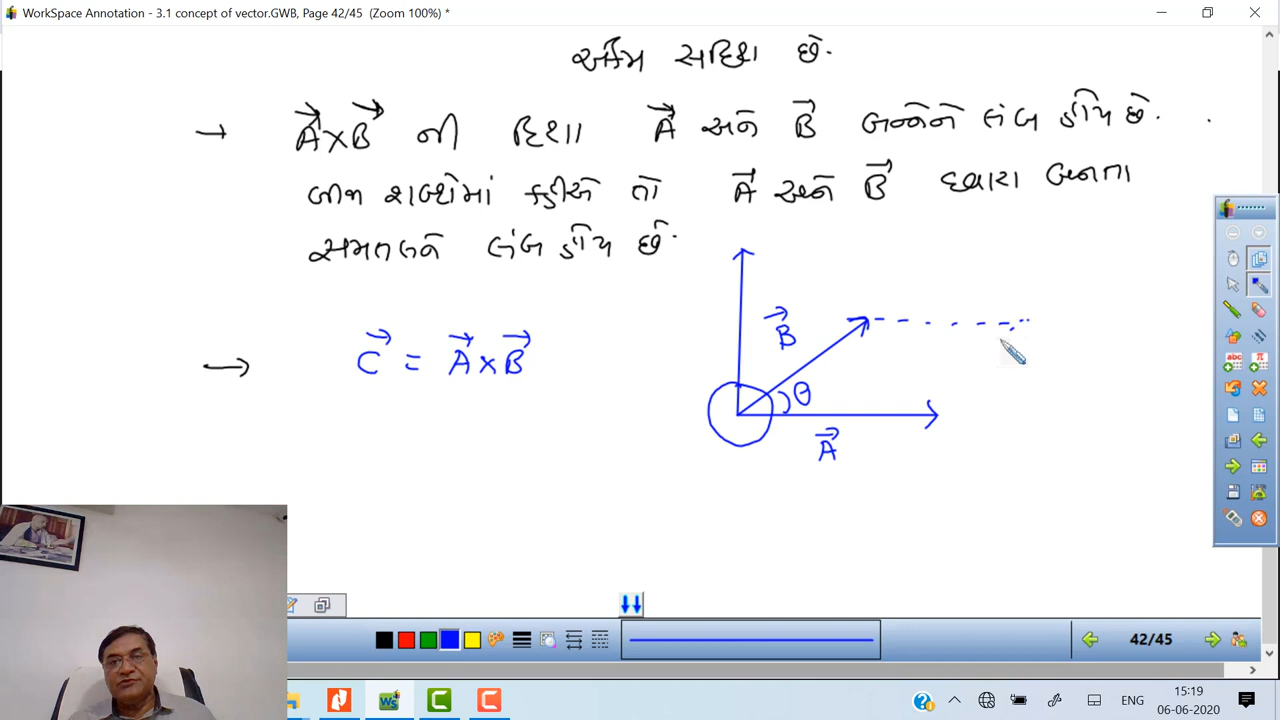 WorkSpace Annotation - 3.1 concept of vector.GWB, Page 42/45 (Zoom 100%) *
સદિશ છે.
→ A⃗×B⃗ ની દિશા A⃗ અને B⃗ બન્નેને લંબ હોય છે.
બીજા શબ્દોમાં કહીએ તો A⃗ અને B⃗ દ્વારા બનતા
સમતલને લંબ હોય છે.
→ C⃗ = A⃗×B⃗
B⃗
θ
A⃗
abc
π
42/45
ENG
15:19
06-06-2020